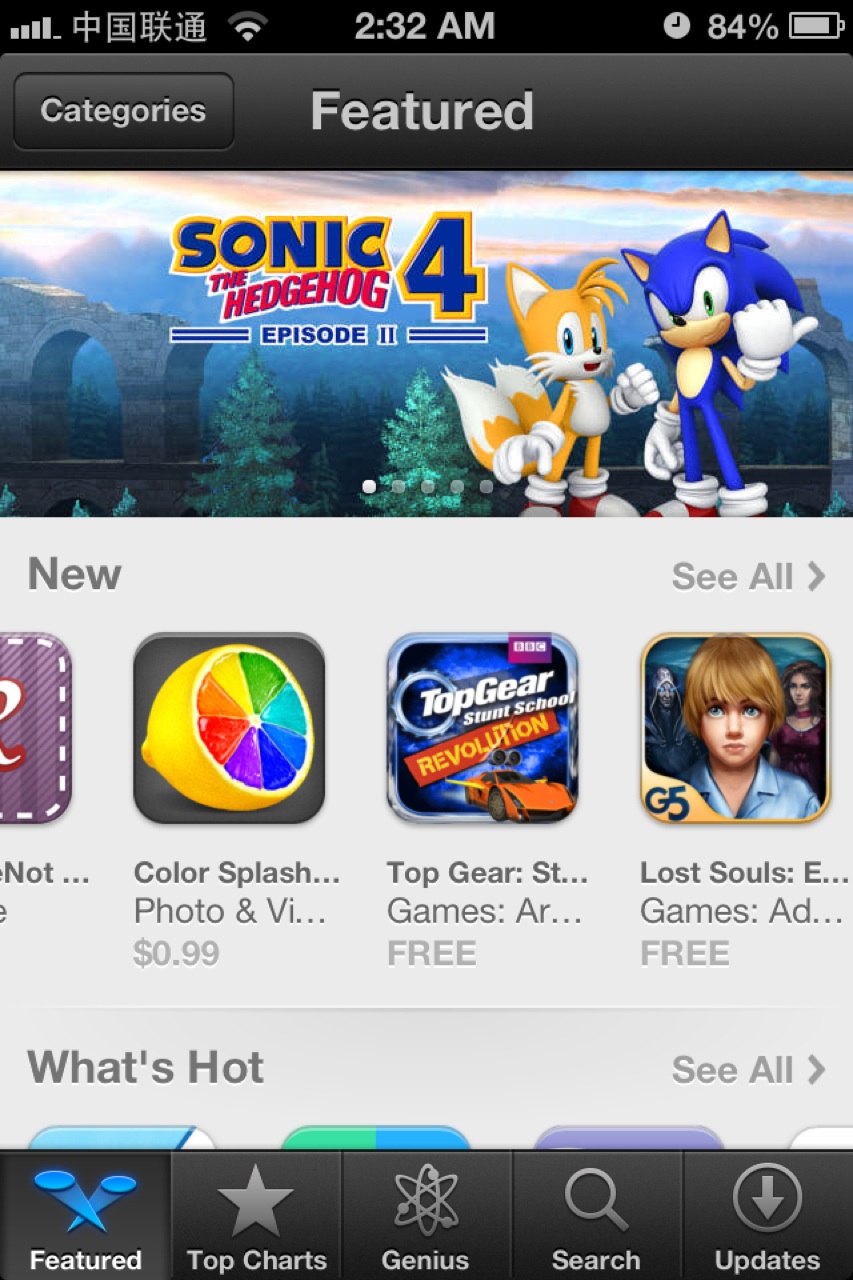 中国联通 2:32 AM 84%
Categories Featured
SONIC
THE
HEDGEHOG
4
EPISODE II
New See All
BBC
TopGear
Stunt School
REVOLUTION
G5
eNot ... Color Splash... Top Gear: St... Lost Souls: E...
e Photo & Vi... Games: Ar... Games: Ad...
$0.99 FREE FREE
What's Hot See All
Featured Top Charts Genius Search Updates